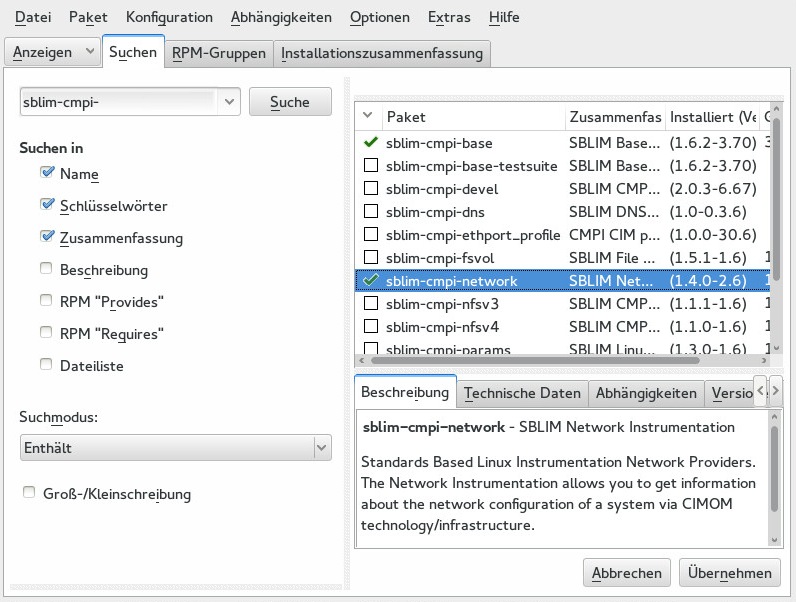 Datei Paket Konfiguration Abhängigkeiten Optionen Extras Hilfe
Anzeigen Suchen RPM-Gruppen Installationszusammenfassung
sblim-cmpi- Suche
Suchen in
Name
Schlüsselwörter
Zusammenfassung
Beschreibung
RPM "Provides"
RPM "Requires"
Dateiliste
Suchmodus:
Enthält
Groß-/Kleinschreibung
Paket Zusammenfas Installiert (Ve
sblim-cmpi-base SBLIM Base... (1.6.2-3.70)
sblim-cmpi-base-testsuite SBLIM Base... (1.6.2-3.70)
sblim-cmpi-devel SBLIM CMP... (2.0.3-6.67)
sblim-cmpi-dns SBLIM DNS... (1.0-0.3.6)
sblim-cmpi-ethport_profile CMPI CIM p... (1.0.0-30.6)
sblim-cmpi-fsvol SBLIM File ... (1.5.1-1.6) 1
sblim-cmpi-network SBLIM Net... (1.4.0-2.6) 1
sblim-cmpi-nfsv3 SBLIM CMP... (1.1.1-1.6) 1
sblim-cmpi-nfsv4 SBLIM CMP... (1.1.0-1.6) 1
sblim-cmpi-params SBLIM Linu... (1.3.0-1.6) 1
Beschreibung Technische Daten Abhängigkeiten Versio
sblim-cmpi-network - SBLIM Network Instrumentation
Standards Based Linux Instrumentation Network Providers.
The Network Instrumentation allows you to get information
about the network configuration of a system via CIMOM
technology/infrastructure.
Abbrechen Übernehmen